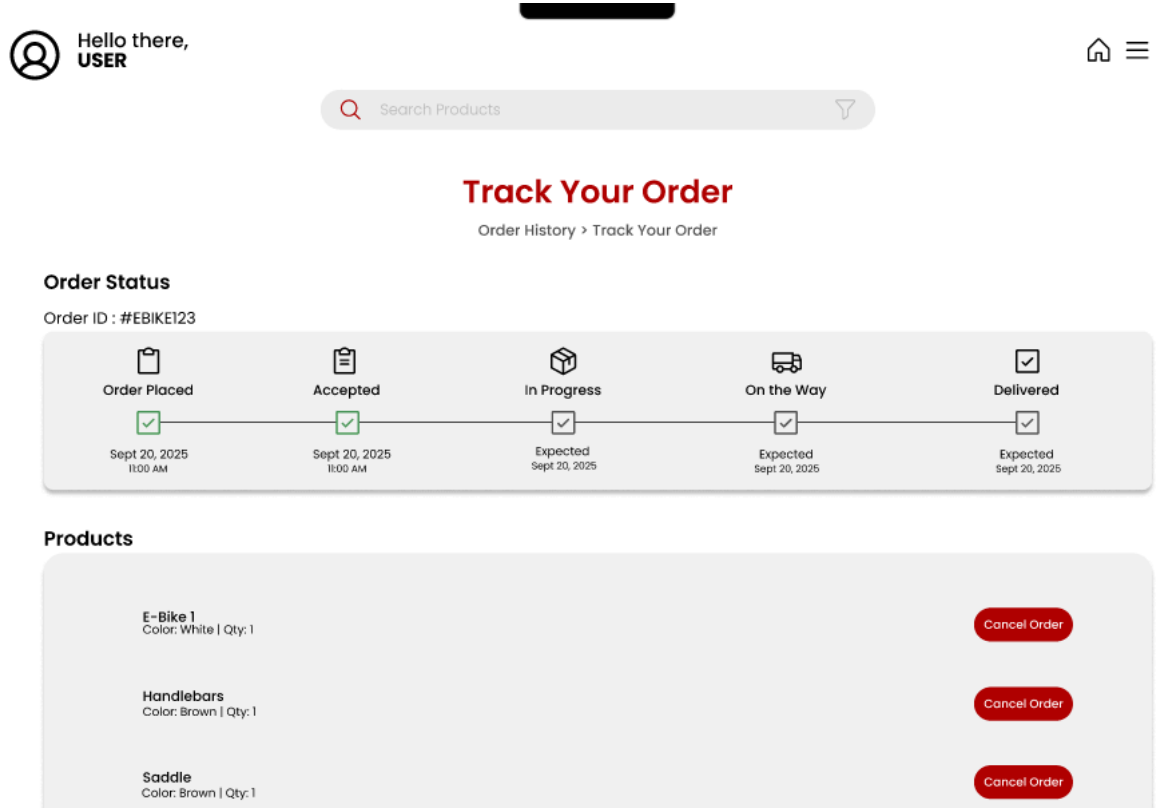 Hello there,
USER
Search Products
Track Your Order
Order History > Track Your Order
Order Status
Order ID : #EBIKE123
Order Placed
Accepted
In Progress
On the Way
Delivered
Sept 20, 2025
11:00 AM
Sept 20, 2025
11:00 AM
Expected
Sept 20, 2025
Expected
Sept 20, 2025
Expected
Sept 20, 2025
Products
E-Bike 1
Color: White | Qty: 1
Cancel Order
Handlebars
Color: Brown | Qty: 1
Cancel Order
Saddle
Color: Brown | Qty: 1
Cancel Order